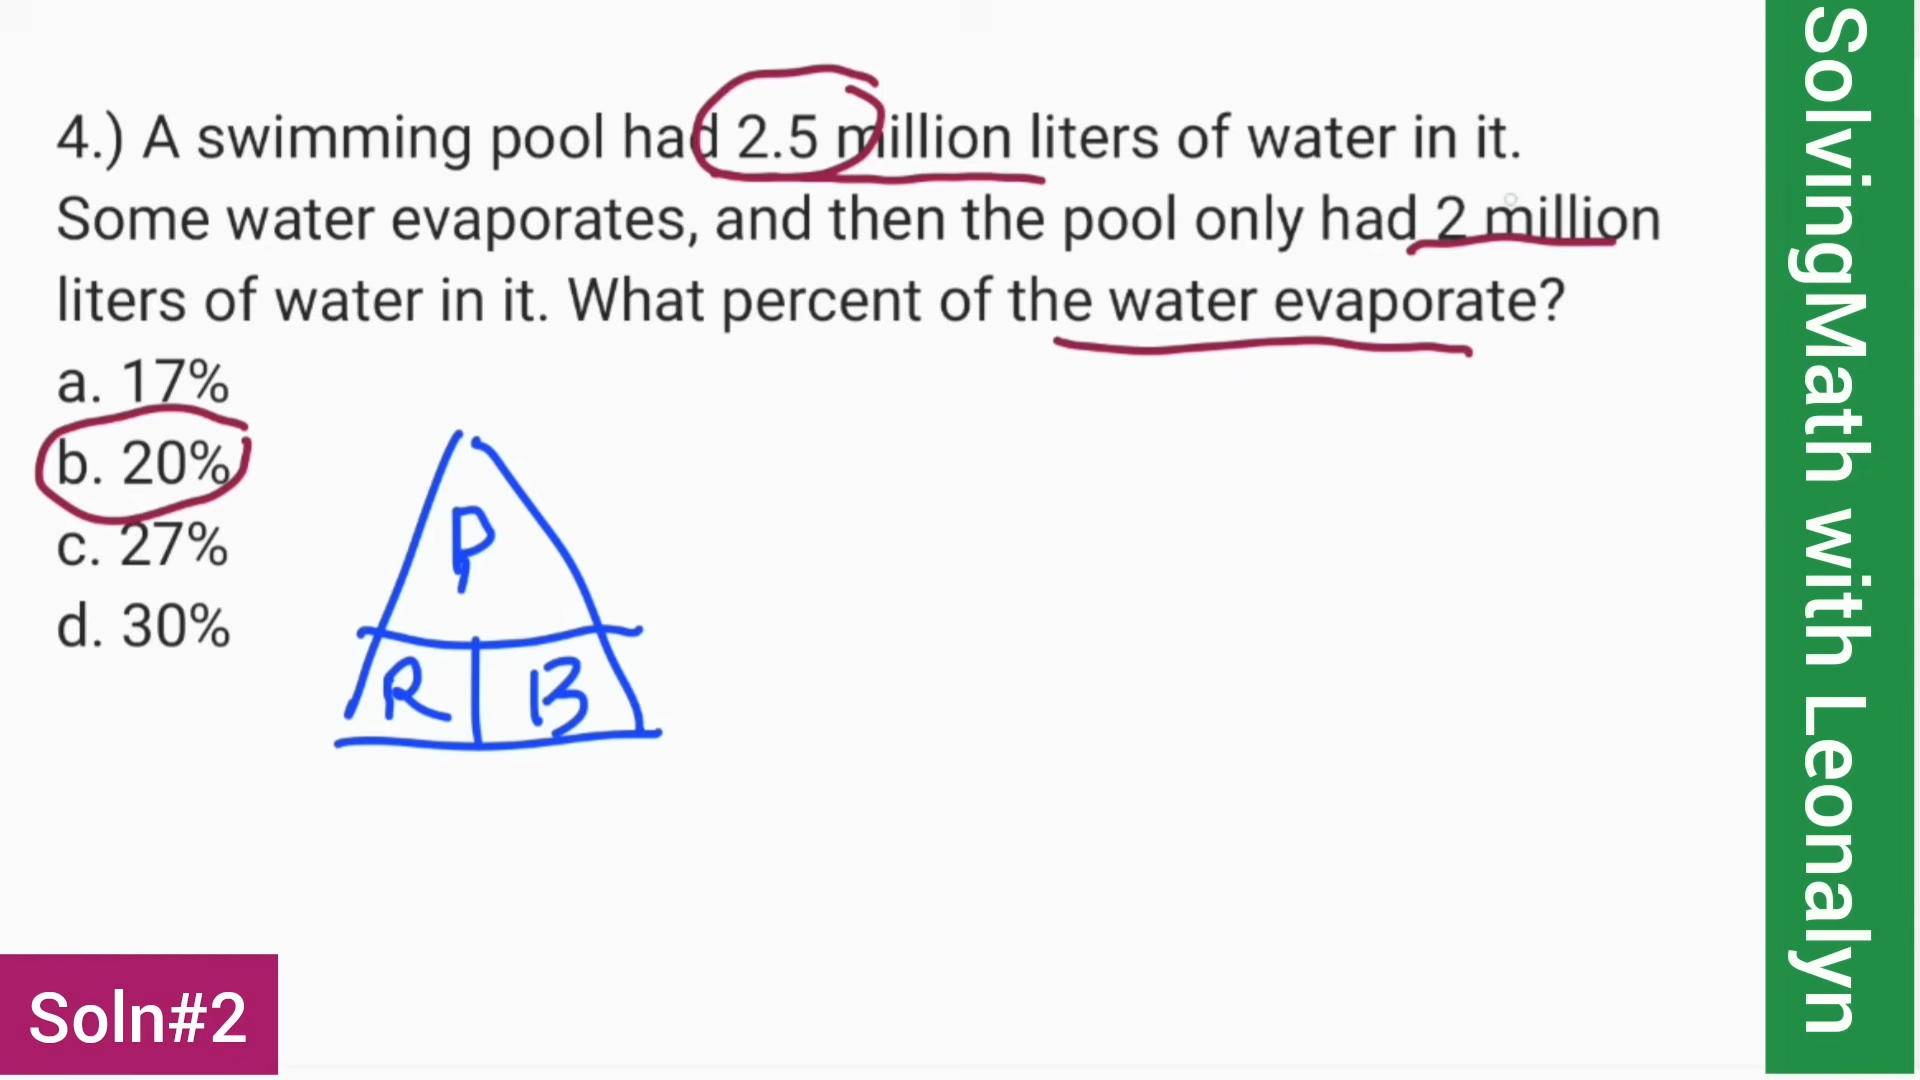 4.) A swimming pool had 2.5 million liters of water in it.
Some water evaporates, and then the pool only had 2 million
liters of water in it. What percent of the water evaporate?
a. 17%
b. 20%
c. 27%
d. 30%
P
R B
Soln#2
SolvingMath with Leonalyn